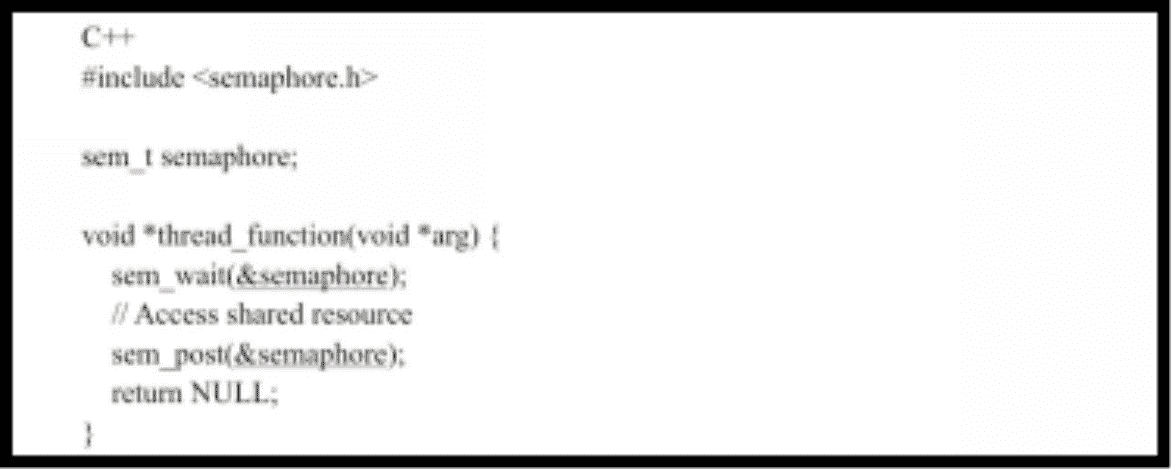 C++
#include <semaphore.h>
sem_t semaphore;
void *thread_function(void *arg) {
sem_wait(&semaphore);
// Access shared resource
sem_post(&semaphore);
return NULL;
}